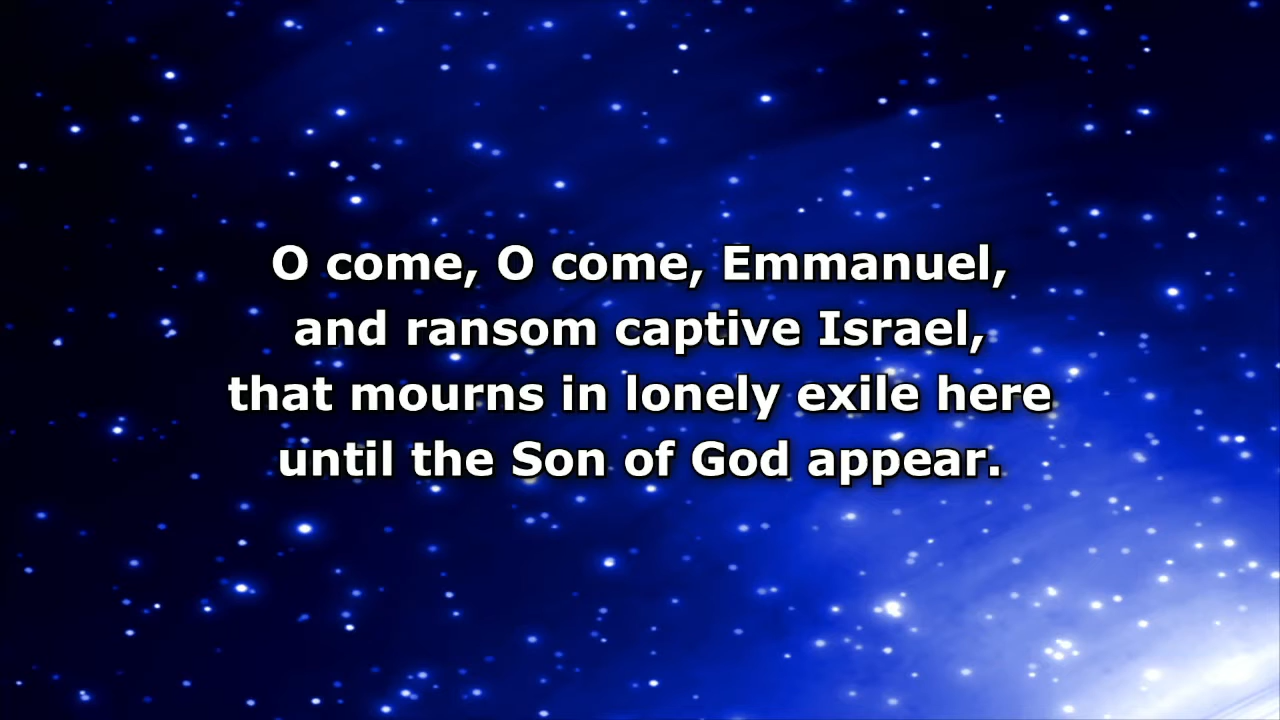 O come, O come, Emmanuel,
and ransom captive Israel,
that mourns in lonely exile here
until the Son of God appear.